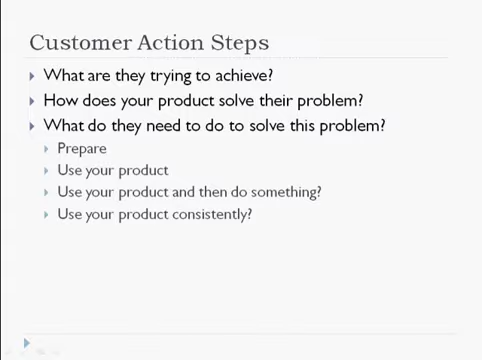 Customer Action Steps
What are they trying to achieve?
How does your product solve their problem?
What do they need to do to solve this problem?
Prepare
Use your product
Use your product and then do something?
Use your product consistently?